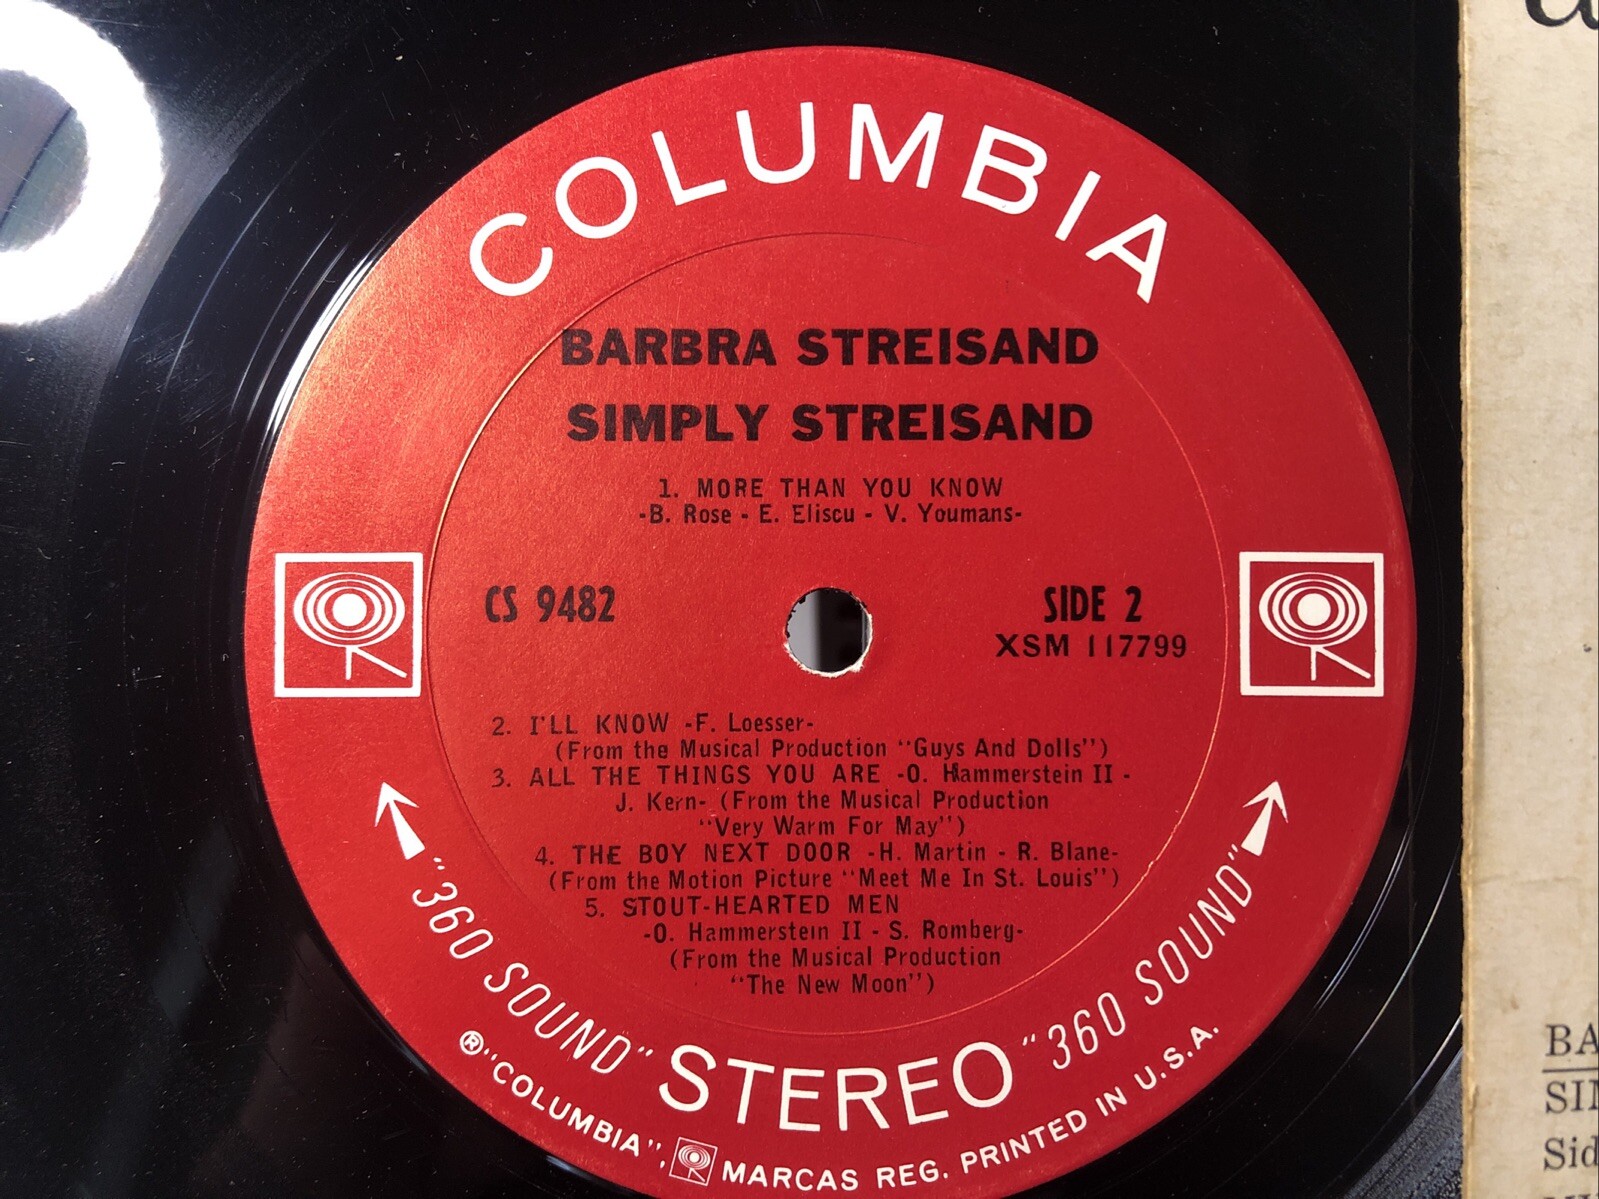 COLUMBIA
BARBRA STREISAND
SIMPLY STREISAND
1. MORE THAN YOU KNOW
-B. Rose - E. Eliscu - V. Youmans-
CS 9482
SIDE 2
XSM 117799
2. I'LL KNOW -F. Loesser-
(From the Musical Production "Guys And Dolls")
3. ALL THE THINGS YOU ARE -O. Hammerstein II -
J. Kern- (From the Musical Production
"Very Warm For May")
4. THE BOY NEXT DOOR -H. Martin - R. Blane-
(From the Motion Picture "Meet Me In St. Louis")
5. STOUT-HEARTED MEN
-O. Hammerstein II - S. Romberg-
(From the Musical Production
"The New Moon")
"360 SOUND" STEREO "360 SOUND"
® "COLUMBIA", MARCAS REG. PRINTED IN U.S.A.
BA
SIM
Sid